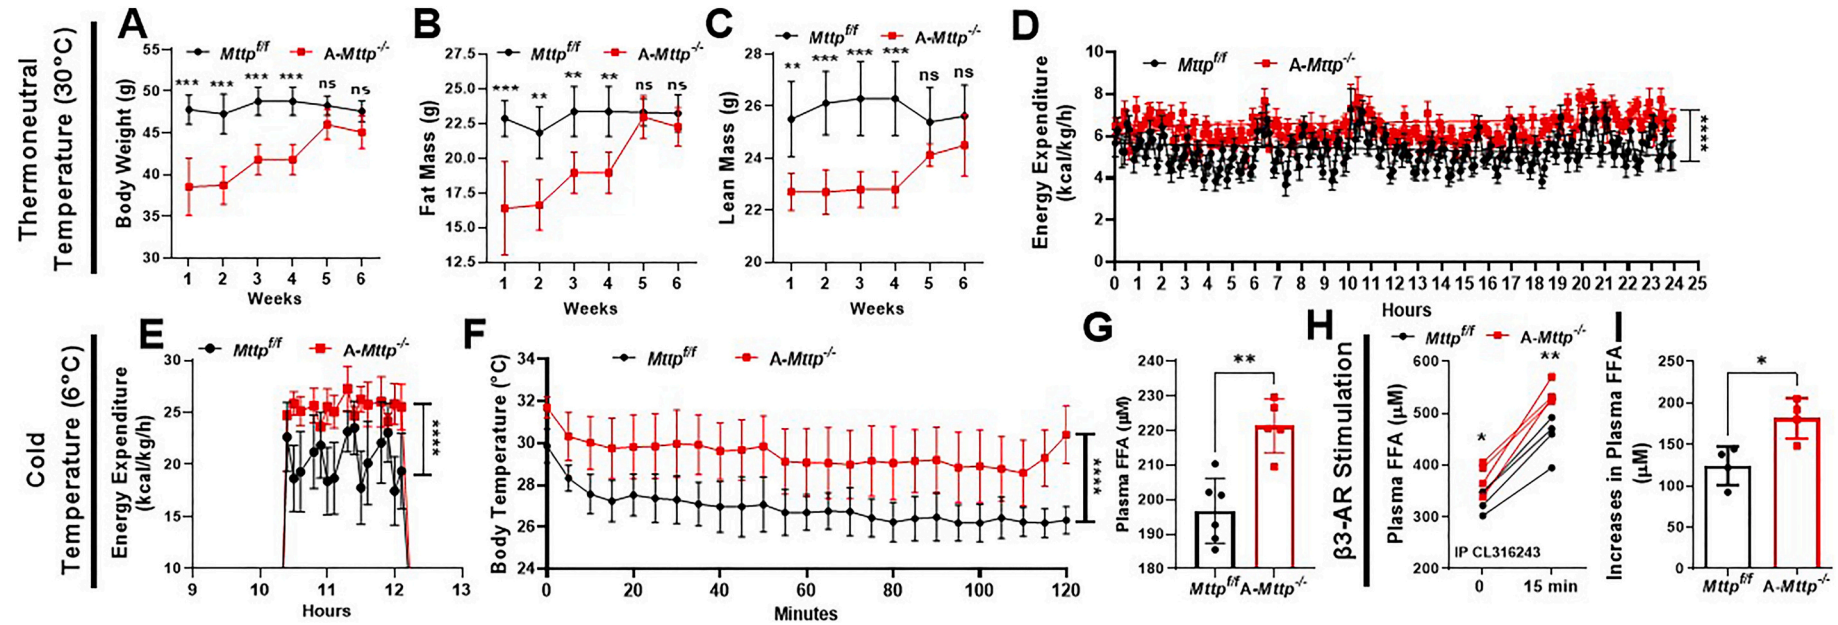 Thermoneutral
Temperature (30°C)
A
Mttp^f/f A-Mttp^-/-
Body Weight (g)
55
50
45
40
35
30
*** *** *** *** ns ns
1 2 3 4 5 6
Weeks
B
Mttp^f/f A-Mttp^-/-
Fat Mass (g)
27.5
25.0
22.5
20.0
17.5
15.0
12.5
*** ** ** ** ns ns
1 2 3 4 5 6
Weeks
C
Mttp^f/f A-Mttp^-/-
Lean Mass (g)
28
26
24
22
20
** *** *** *** ns ns
1 2 3 4 5 6
Weeks
D
Mttp^f/f A-Mttp^-/-
Energy Expenditure
(kcal/kg/h)
10
8
6
4
2
0
****
0 1 2 3 4 5 6 7 8 9 10 11 12 13 14 15 16 17 18 19 20 21 22 23 24 25
Hours
Cold
Temperature (6°C)
E
Mttp^f/f A-Mttp^-/-
Energy Expenditure
(kcal/kg/h)
30
25
20
15
10
****
9 10 11 12 13
Hours
F
Mttp^f/f A-Mttp^-/-
Body Temperature (°C)
34
32
30
28
26
24
****
0 20 40 60 80 100 120
Minutes
G
Plasma FFA (µM)
240
230
220
210
200
190
180
**
Mttp^f/f A-Mttp^-/-
β3-AR Stimulation
H
Mttp^f/f A-Mttp^-/-
Plasma FFA (µM)
600
500
400
300
200
*
**
IP CL316243
0 15 min
I
Increases in Plasma FFA
(µM)
250
200
150
100
50
0
*
Mttp^f/f A-Mttp^-/-